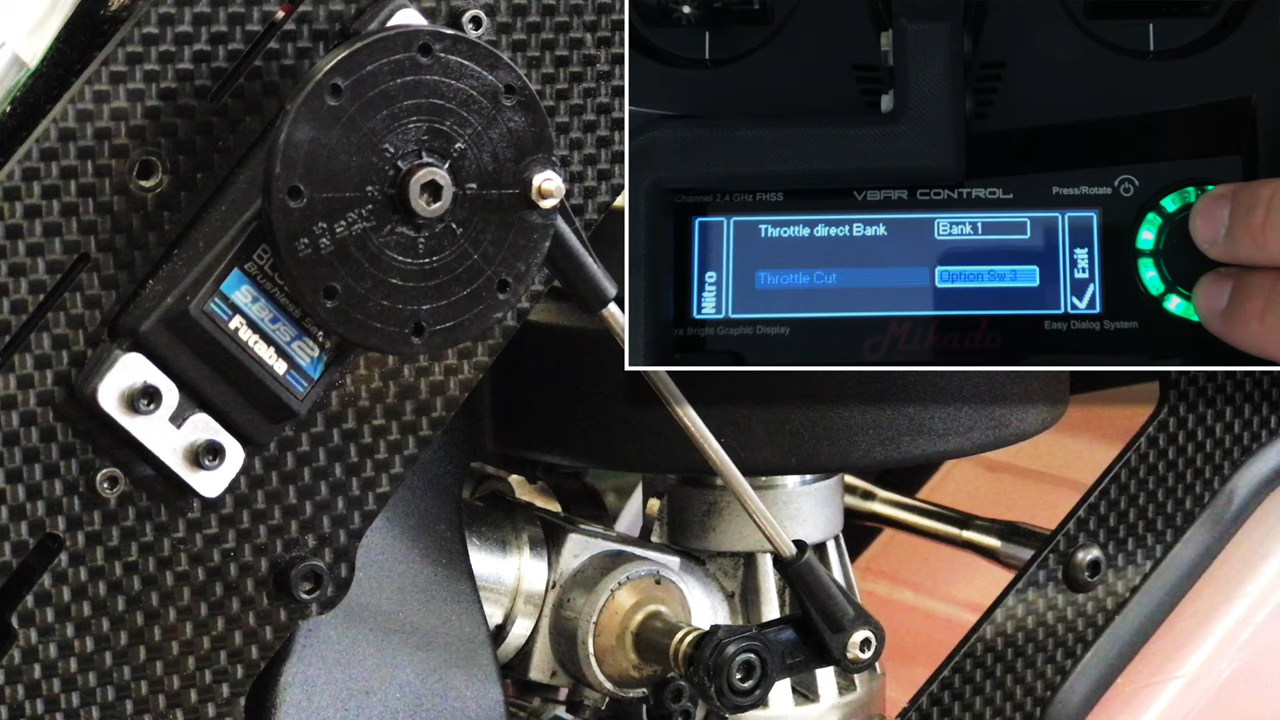 BL
Brushless
S.BUS2
Futaba
Channel 2.4 GHz FHSS
VBAR CONTROL
Press/Rotate
Nitro
Throttle direct Bank
Bank 1
Throttle Cut
Option Sw 3
Exit
ra Bright Graphic Display
Mikado
Easy Dialog System